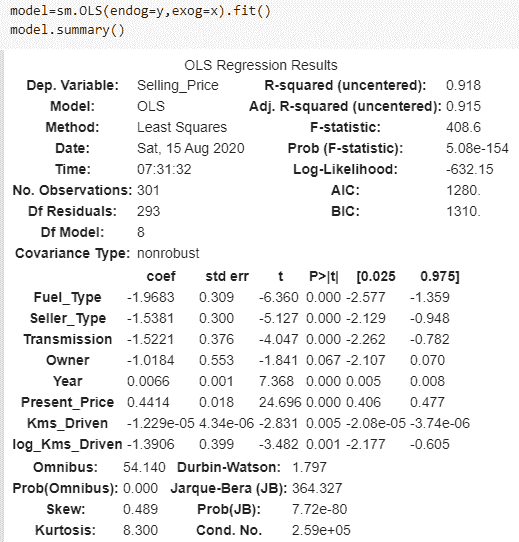 model=sm.OLS(endog=y,exog=x).fit()
model.summary()
OLS Regression Results
Dep. Variable: Selling_Price R-squared (uncentered): 0.918
Model: OLS Adj. R-squared (uncentered): 0.915
Method: Least Squares F-statistic: 408.6
Date: Sat, 15 Aug 2020 Prob (F-statistic): 5.08e-154
Time: 07:31:32 Log-Likelihood: -632.15
No. Observations: 301 AIC: 1280.
Df Residuals: 293 BIC: 1310.
Df Model: 8
Covariance Type: nonrobust
coef std err t P>|t| [0.025 0.975]
Fuel_Type -1.9683 0.309 -6.360 0.000 -2.577 -1.359
Seller_Type -1.5381 0.300 -5.127 0.000 -2.129 -0.948
Transmission -1.5221 0.376 -4.047 0.000 -2.262 -0.782
Owner -1.0184 0.553 -1.841 0.067 -2.107 0.070
Year 0.0066 0.001 7.368 0.000 0.005 0.008
Present_Price 0.4414 0.018 24.696 0.000 0.406 0.477
Kms_Driven -1.229e-05 4.34e-06 -2.831 0.005 -2.08e-05 -3.74e-06
log_Kms_Driven -1.3906 0.399 -3.482 0.001 -2.177 -0.605
Omnibus: 54.140 Durbin-Watson: 1.797
Prob(Omnibus): 0.000 Jarque-Bera (JB): 364.327
Skew: 0.489 Prob(JB): 7.72e-80
Kurtosis: 8.300 Cond. No. 2.59e+05